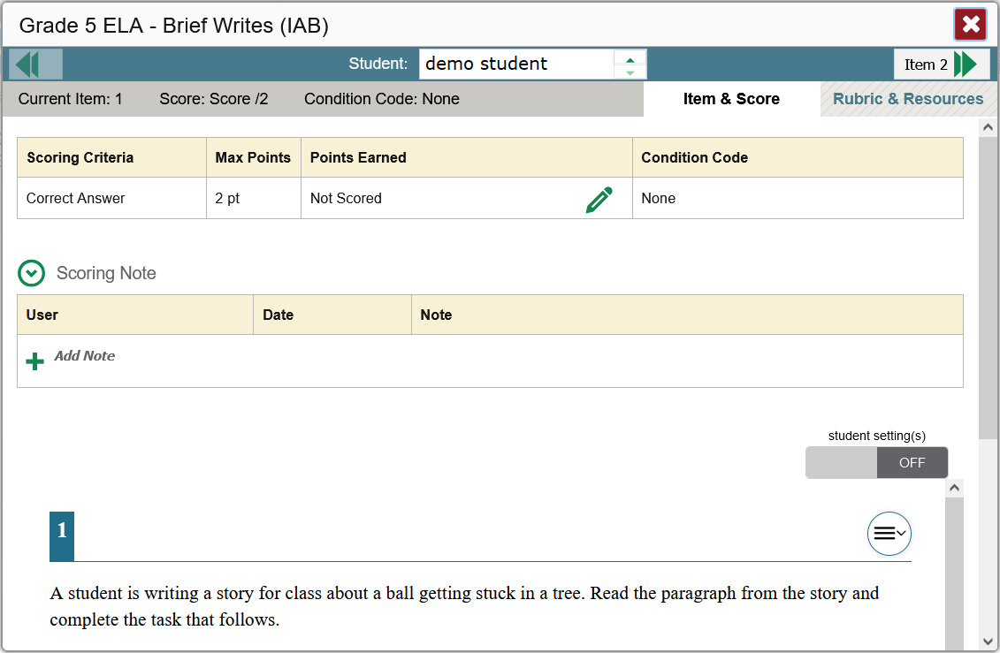 Grade 5 ELA - Brief Writes (IAB)
Student: demo student Item 2
Current Item: 1 Score: Score /2 Condition Code: None Item & Score Rubric & Resources
Scoring Criteria Max Points Points Earned Condition Code
Correct Answer 2 pt Not Scored None
Scoring Note
User Date Note
Add Note
student setting(s)
OFF
1
A student is writing a story for class about a ball getting stuck in a tree. Read the paragraph from the story and
complete the task that follows.